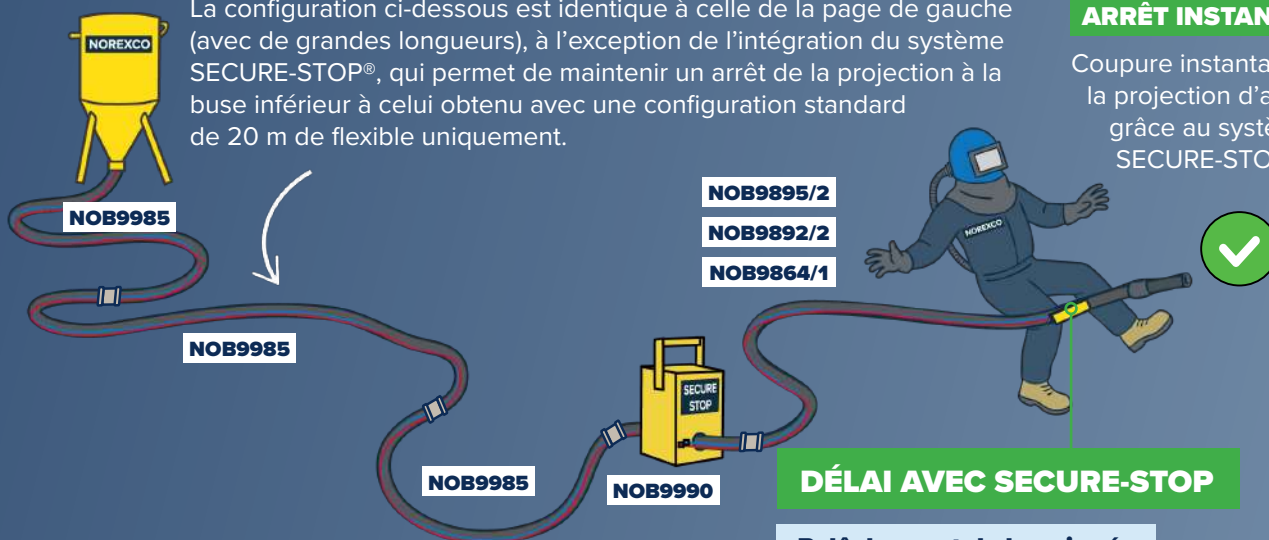 La configuration ci-dessous est identique à celle de la page de gauche
(avec de grandes longueurs), à l'exception de l'intégration du système
SECURE-STOP®, qui permet de maintenir un arrêt de la projection à la
buse inférieur à celui obtenu avec une configuration standard
de 20 m de flexible uniquement.
ARRÊT INSTAN
Coupure instanta
la projection d'a
grâce au systè
SECURE-STO
NOREXCO
NOB9985
NOB9895/2
NOB9892/2
NOB9864/1
NOREXCO
NOB9985
SECURE
STOP
NOB9985
NOB9990
DÉLAI AVEC SECURE-STOP